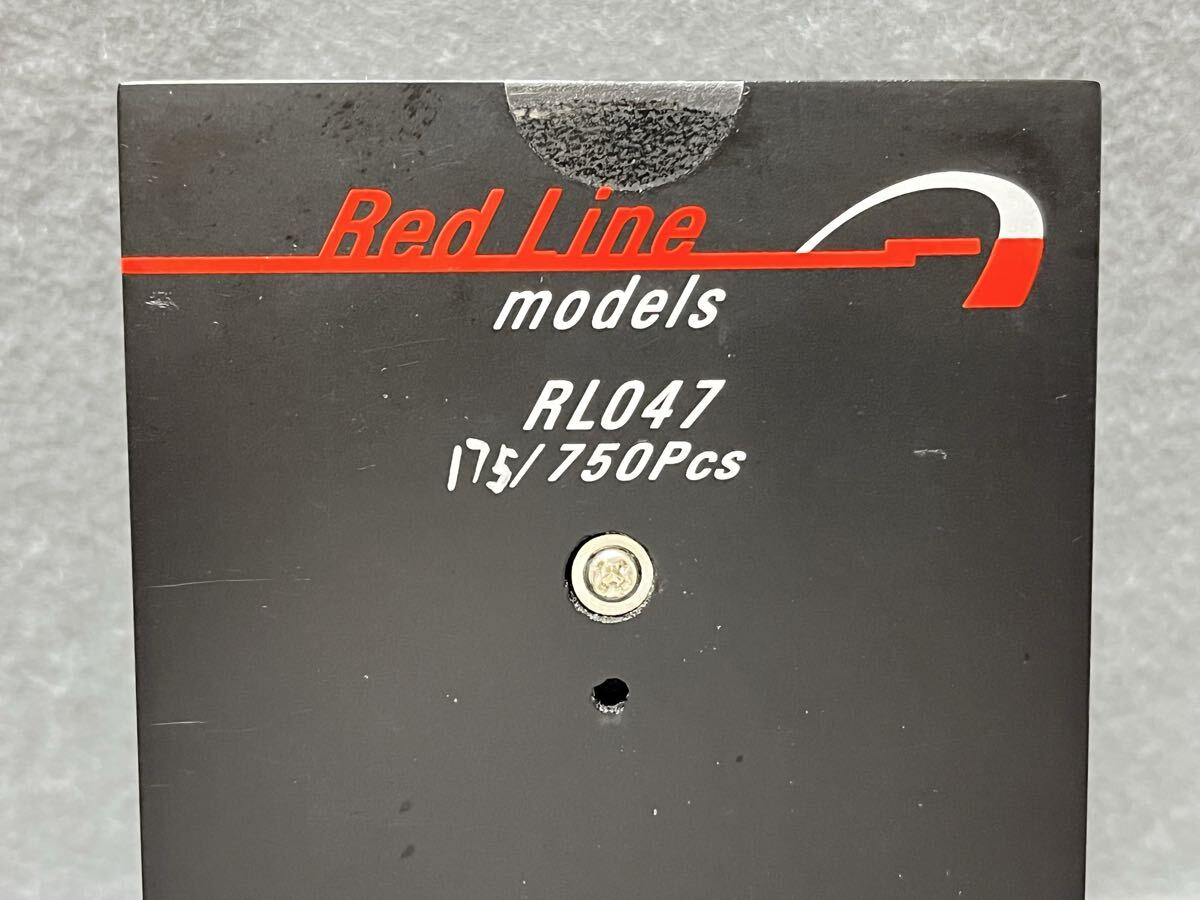 Red Line
models
RL047
175/750Pcs